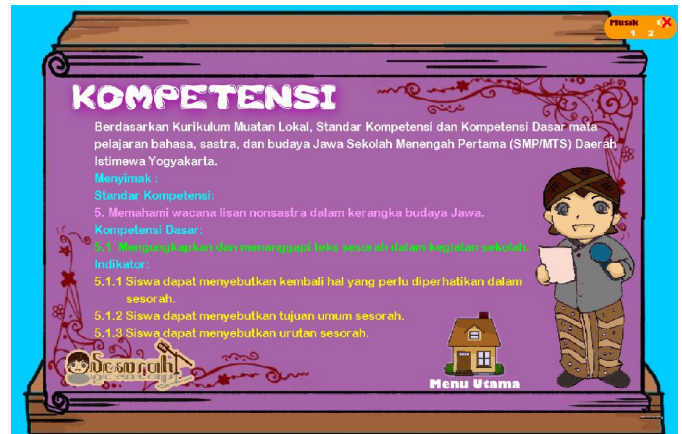 Musik
1 2
KOMPETENSI
Berdasarkan Kurikulum Muatan Lokal, Standar Kompetensi dan Kompetensi Dasar mata
pelajaran bahasa, sastra, dan budaya Jawa Sekolah Menengah Pertama (SMP/MTS) Daerah
Istimewa Yogyakarta.
Menyimak :
Standar Kompetensi:
5. Memahami wacana lisan nonsastra dalam kerangka budaya Jawa.
Kompetensi Dasar:
5.1 Mengungkapkan dan menanggapi teks sesorah dalam kegiatan sekolah.
Indikator:
5.1.1 Siswa dapat menyebutkan kembali hal yang perlu diperhatikan dalam
sesorah.
5.1.2 Siswa dapat menyebutkan tujuan umum sesorah.
5.1.3 Siswa dapat menyebutkan urutan sesorah.
Sesorah
Menu Utama